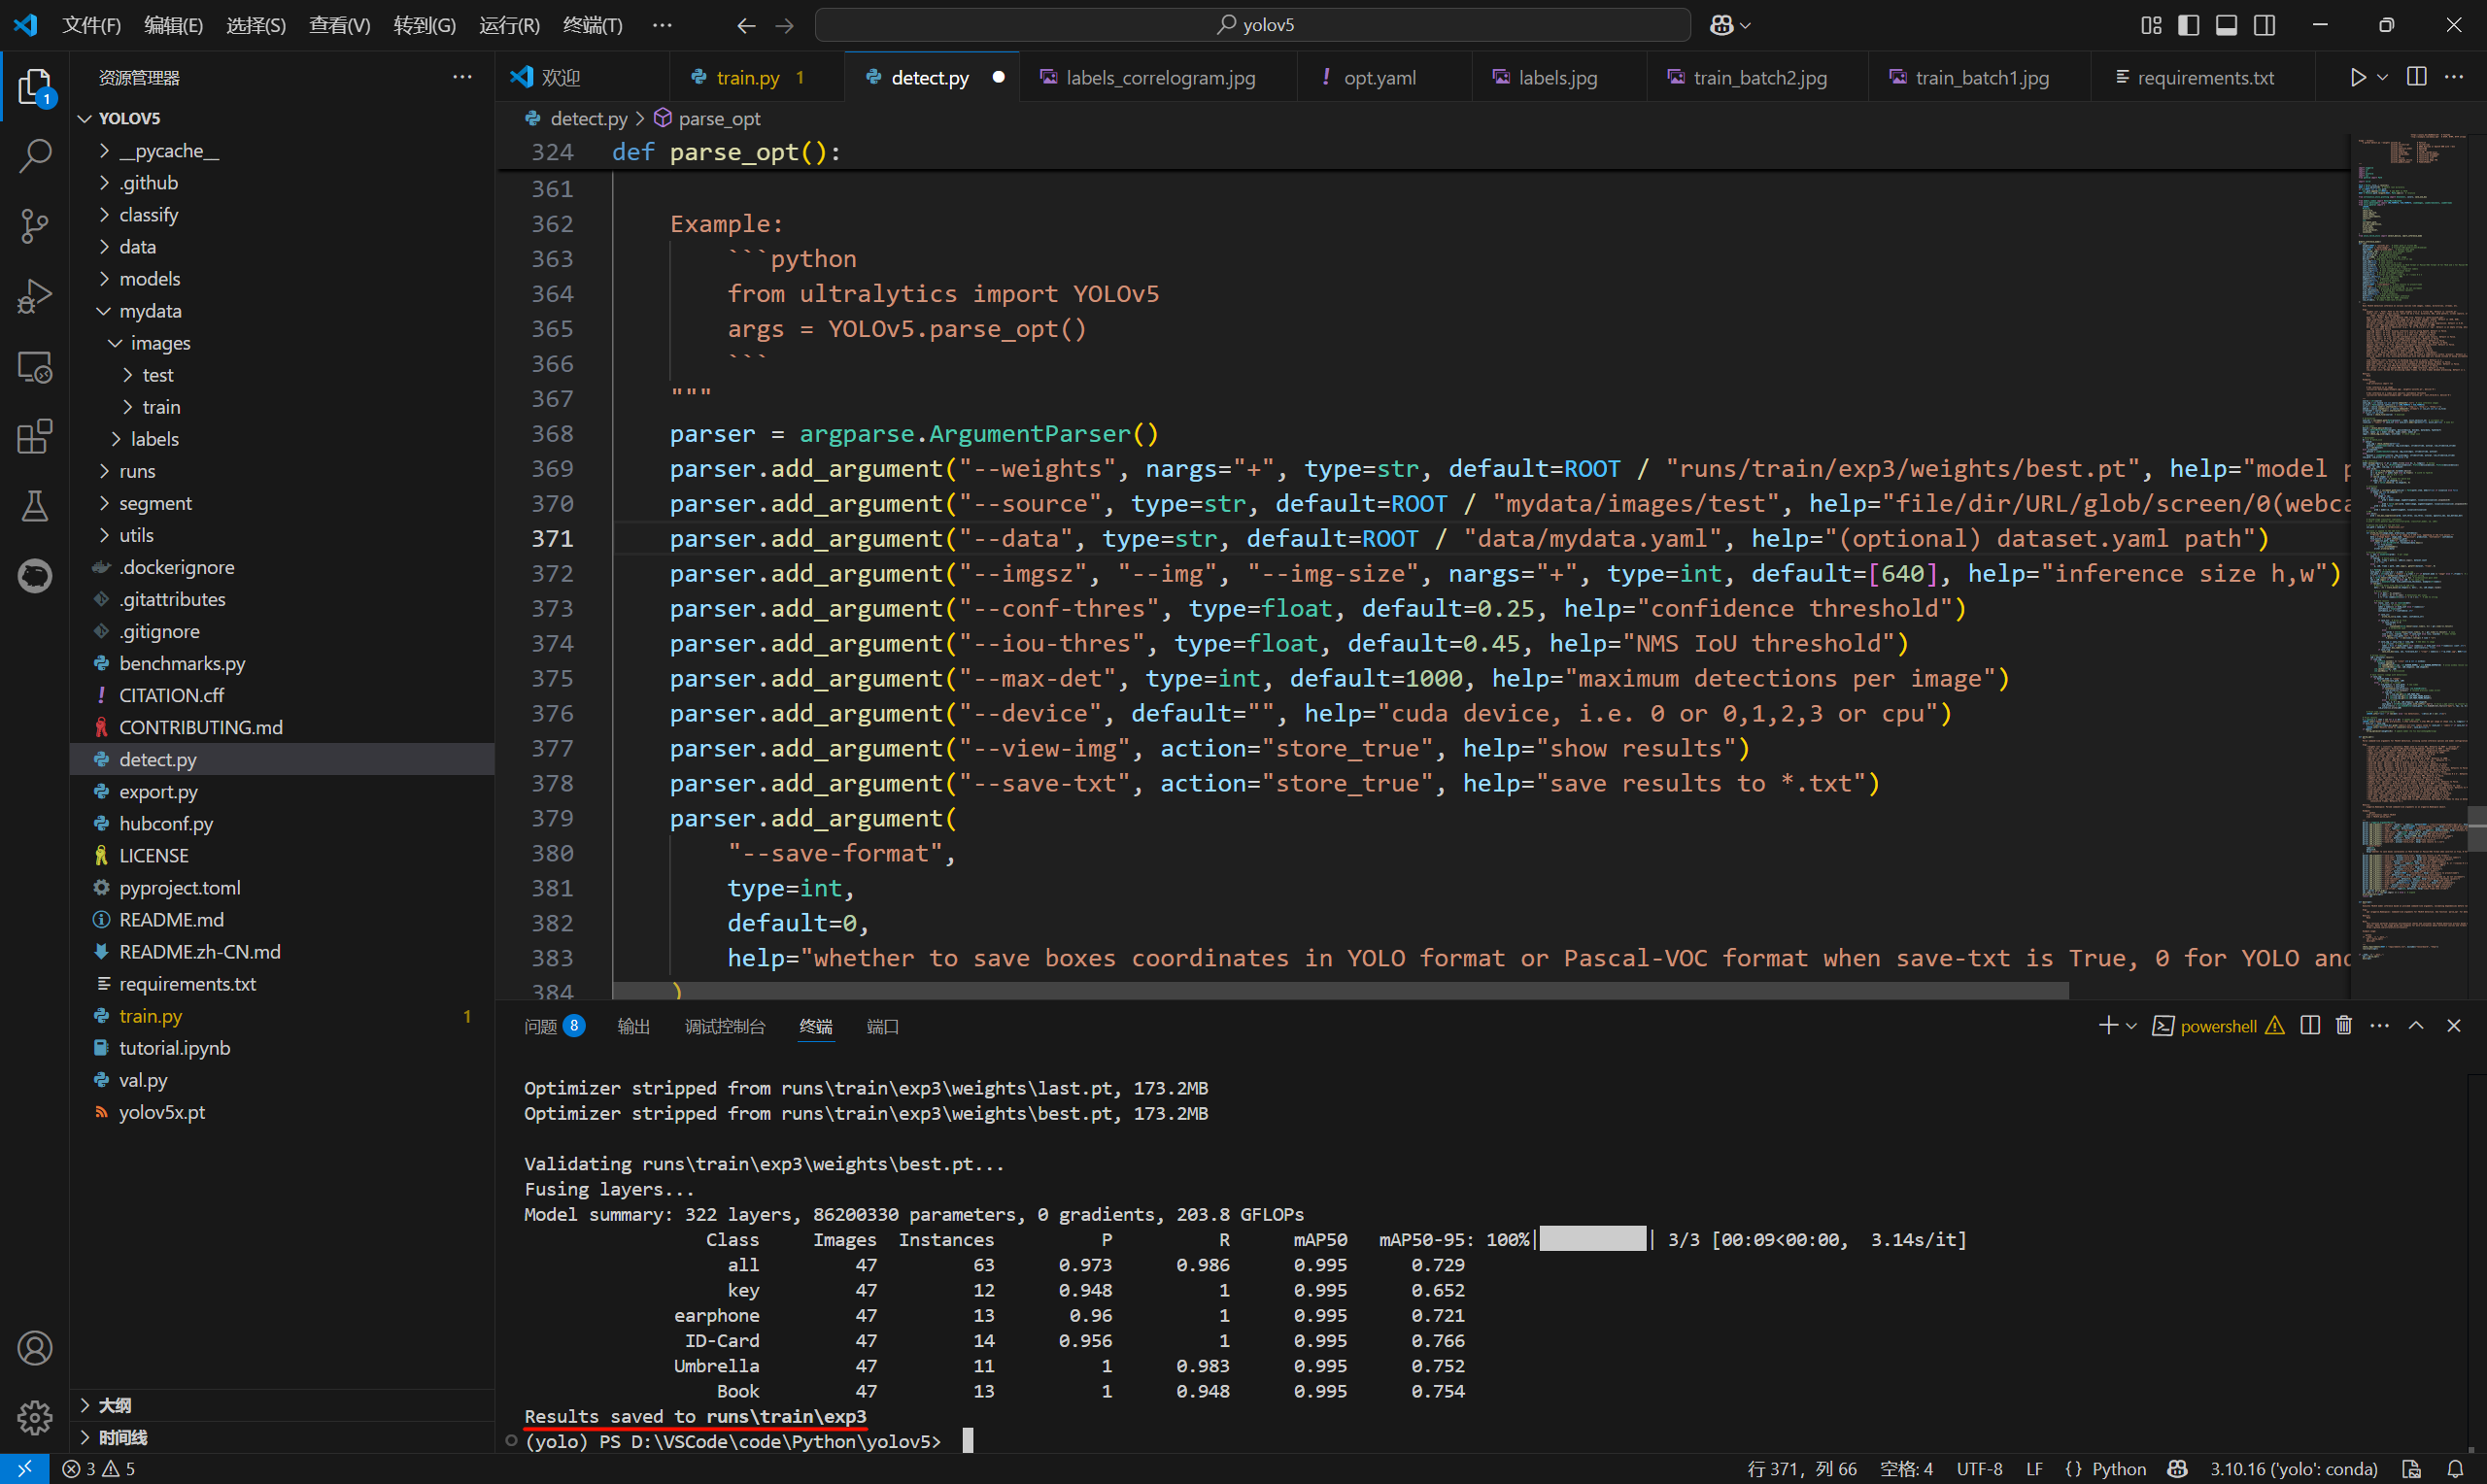 文件(F) 编辑(E) 选择(S) 查看(V) 转到(G) 运行(R) 终端(T) ··· yolov5
资源管理器
1
YOLOV5
__pycache__
.github
classify
data
models
mydata
images
test
train
labels
runs
segment
utils
.dockerignore
.gitattributes
.gitignore
benchmarks.py
CITATION.cff
CONTRIBUTING.md
detect.py
export.py
hubconf.py
LICENSE
pyproject.toml
README.md
README.zh-CN.md
requirements.txt
train.py 1
tutorial.ipynb
val.py
yolov5x.pt
大纲
时间线
欢迎 train.py 1 detect.py labels_correlogram.jpg opt.yaml labels.jpg train_batch2.jpg train_batch1.jpg requirements.txt
detect.py > parse_opt
324 def parse_opt():
361
362 Example:
363 ```python
364 from ultralytics import YOLOv5
365 args = YOLOv5.parse_opt()
366 ```
367 """
368 parser = argparse.ArgumentParser()
369 parser.add_argument("--weights", nargs="+", type=str, default=ROOT / "runs/train/exp3/weights/best.pt", help="model p
370 parser.add_argument("--source", type=str, default=ROOT / "mydata/images/test", help="file/dir/URL/glob/screen/0(webca
371 parser.add_argument("--data", type=str, default=ROOT / "data/mydata.yaml", help="(optional) dataset.yaml path")
372 parser.add_argument("--imgsz", "--img", "--img-size", nargs="+", type=int, default=[640], help="inference size h,w")
373 parser.add_argument("--conf-thres", type=float, default=0.25, help="confidence threshold")
374 parser.add_argument("--iou-thres", type=float, default=0.45, help="NMS IoU threshold")
375 parser.add_argument("--max-det", type=int, default=1000, help="maximum detections per image")
376 parser.add_argument("--device", default="", help="cuda device, i.e. 0 or 0,1,2,3 or cpu")
377 parser.add_argument("--view-img", action="store_true", help="show results")
378 parser.add_argument("--save-txt", action="store_true", help="save results to *.txt")
379 parser.add_argument(
380 "--save-format",
381 type=int,
382 default=0,
383 help="whether to save boxes coordinates in YOLO format or Pascal-VOC format when save-txt is True, 0 for YOLO and
384 )
问题 8 输出 调试控制台 终端 端口 powershell
Optimizer stripped from runs\train\exp3\weights\last.pt, 173.2MB
Optimizer stripped from runs\train\exp3\weights\best.pt, 173.2MB
Validating runs\train\exp3\weights\best.pt...
Fusing layers...
Model summary: 322 layers, 86200330 parameters, 0 gradients, 203.8 GFLOPs
Class Images Instances P R mAP50 mAP50-95: 100%| | 3/3 [00:09<00:00, 3.14s/it]
all 47 63 0.973 0.986 0.995 0.729
key 47 12 0.948 1 0.995 0.652
earphone 47 13 0.96 1 0.995 0.721
ID-Card 47 14 0.956 1 0.995 0.766
Umbrella 47 11 1 0.983 0.995 0.752
Book 47 13 1 0.948 0.995 0.754
Results saved to runs\train\exp3
(yolo) PS D:\VSCode\code\Python\yolov5>
3 5 行 371，列 66 空格: 4 UTF-8 LF {} Python 3.10.16 ('yolo': conda)